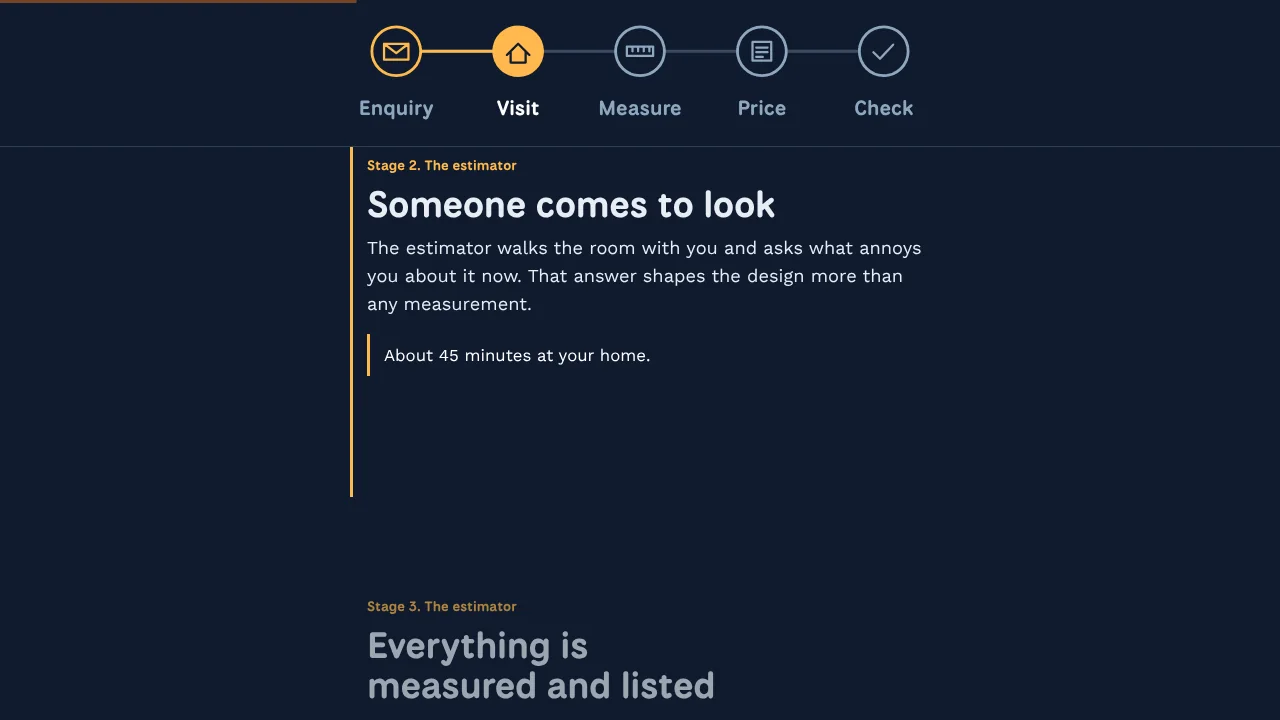 Enquiry
Visit
Measure
Price
Check
Stage 2. The estimator
Someone comes to look
The estimator walks the room with you and asks what annoys
you about it now. That answer shapes the design more than
any measurement.
About 45 minutes at your home.
Stage 3. The estimator
Everything is
measured and listed